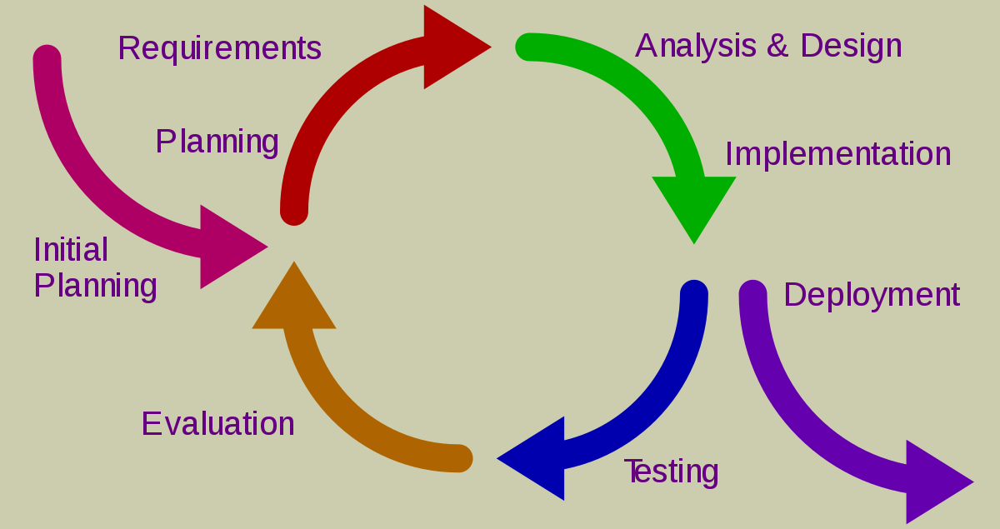 Requirements
Analysis & Design
Planning
Implementation
Initial
Planning
Deployment
Evaluation
Testing